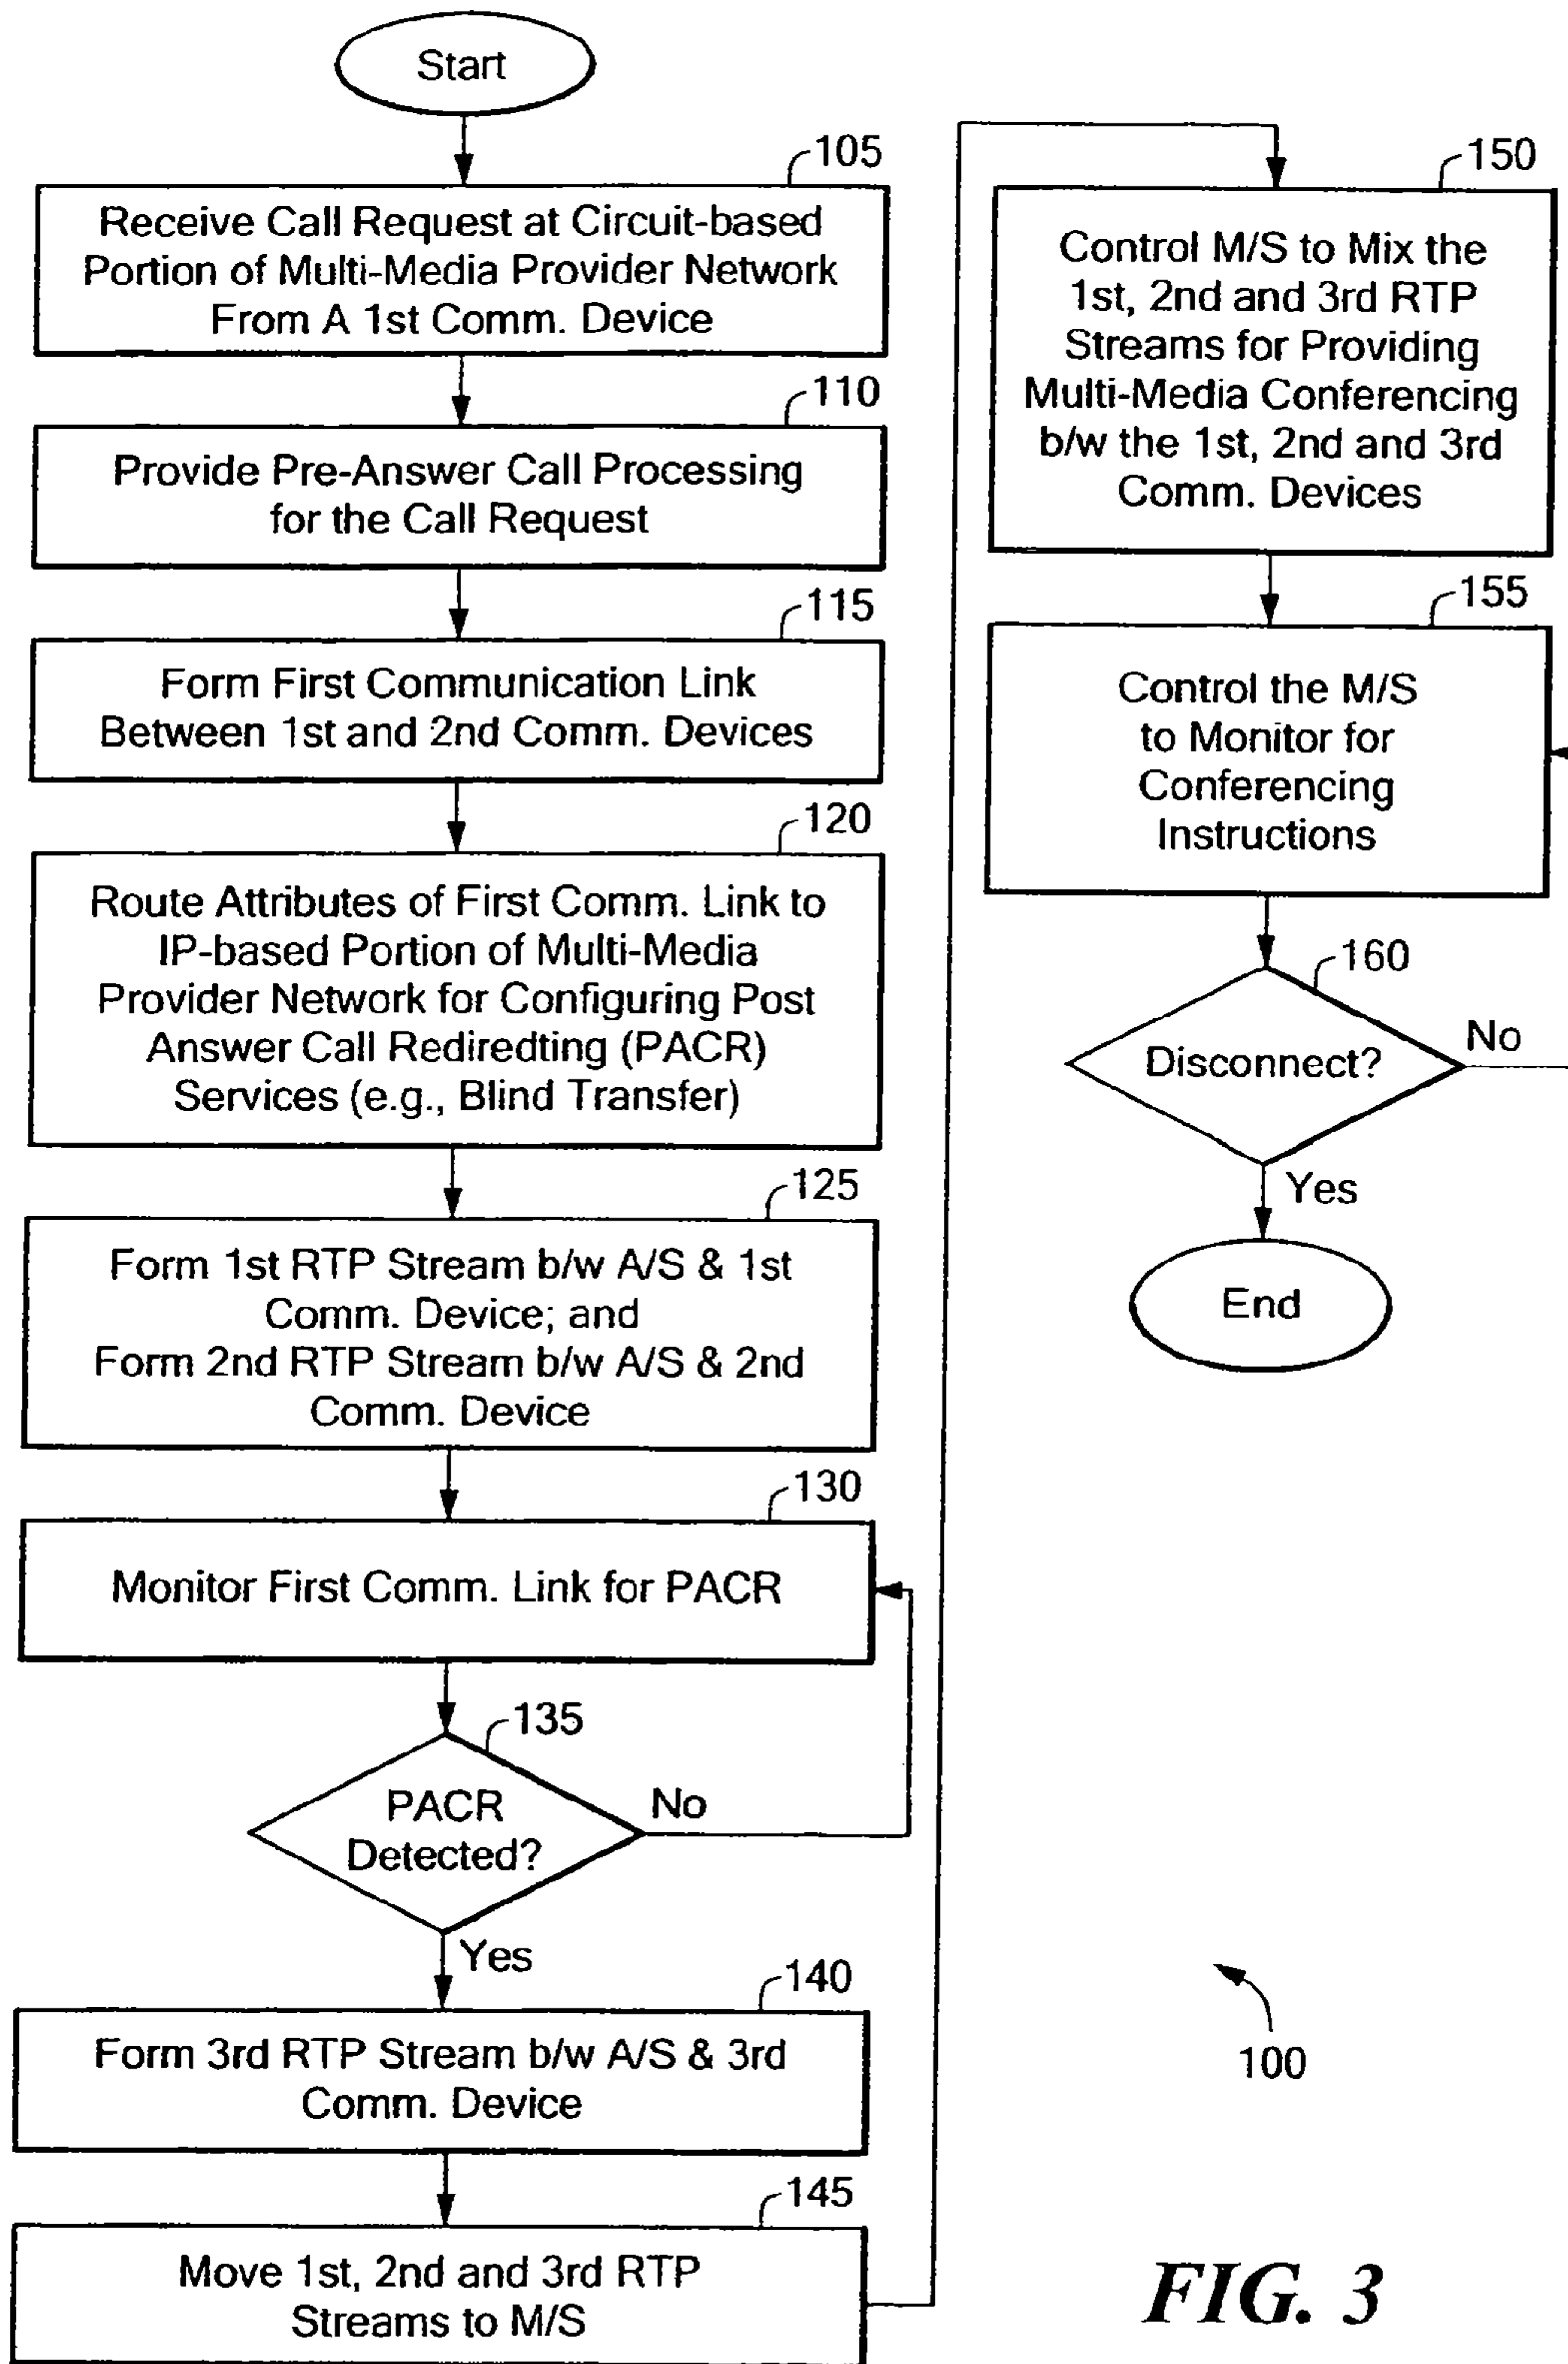 Start
105
Receive Call Request at Circuit-based
Portion of Multi-Media Provider Network
From A 1st Comm. Device
110
Provide Pre-Answer Call Processing
for the Call Request
115
Form First Communication Link
Between 1st and 2nd Comm. Devices
120
Route Attributes of First Comm. Link to
IP-based Portion of Multi-Media
Provider Network for Configuring Post
Answer Call Rediredting (PACR)
Services (e.g., Blind Transfer)
125
Form 1st RTP Stream b/w A/S & 1st
Comm. Device; and
Form 2nd RTP Stream b/w A/S & 2nd
Comm. Device
130
Monitor First Comm. Link for PACR
135
PACR
Detected?
No
Yes
140
Form 3rd RTP Stream b/w A/S & 3rd
Comm. Device
145
Move 1st, 2nd and 3rd RTP
Streams to M/S
150
Control M/S to Mix the
1st, 2nd and 3rd RTP
Streams for Providing
Multi-Media Conferencing
b/w the 1st, 2nd and 3rd
Comm. Devices
155
Control the M/S
to Monitor for
Conferencing
Instructions
160
Disconnect?
No
Yes
End
100
FIG. 3